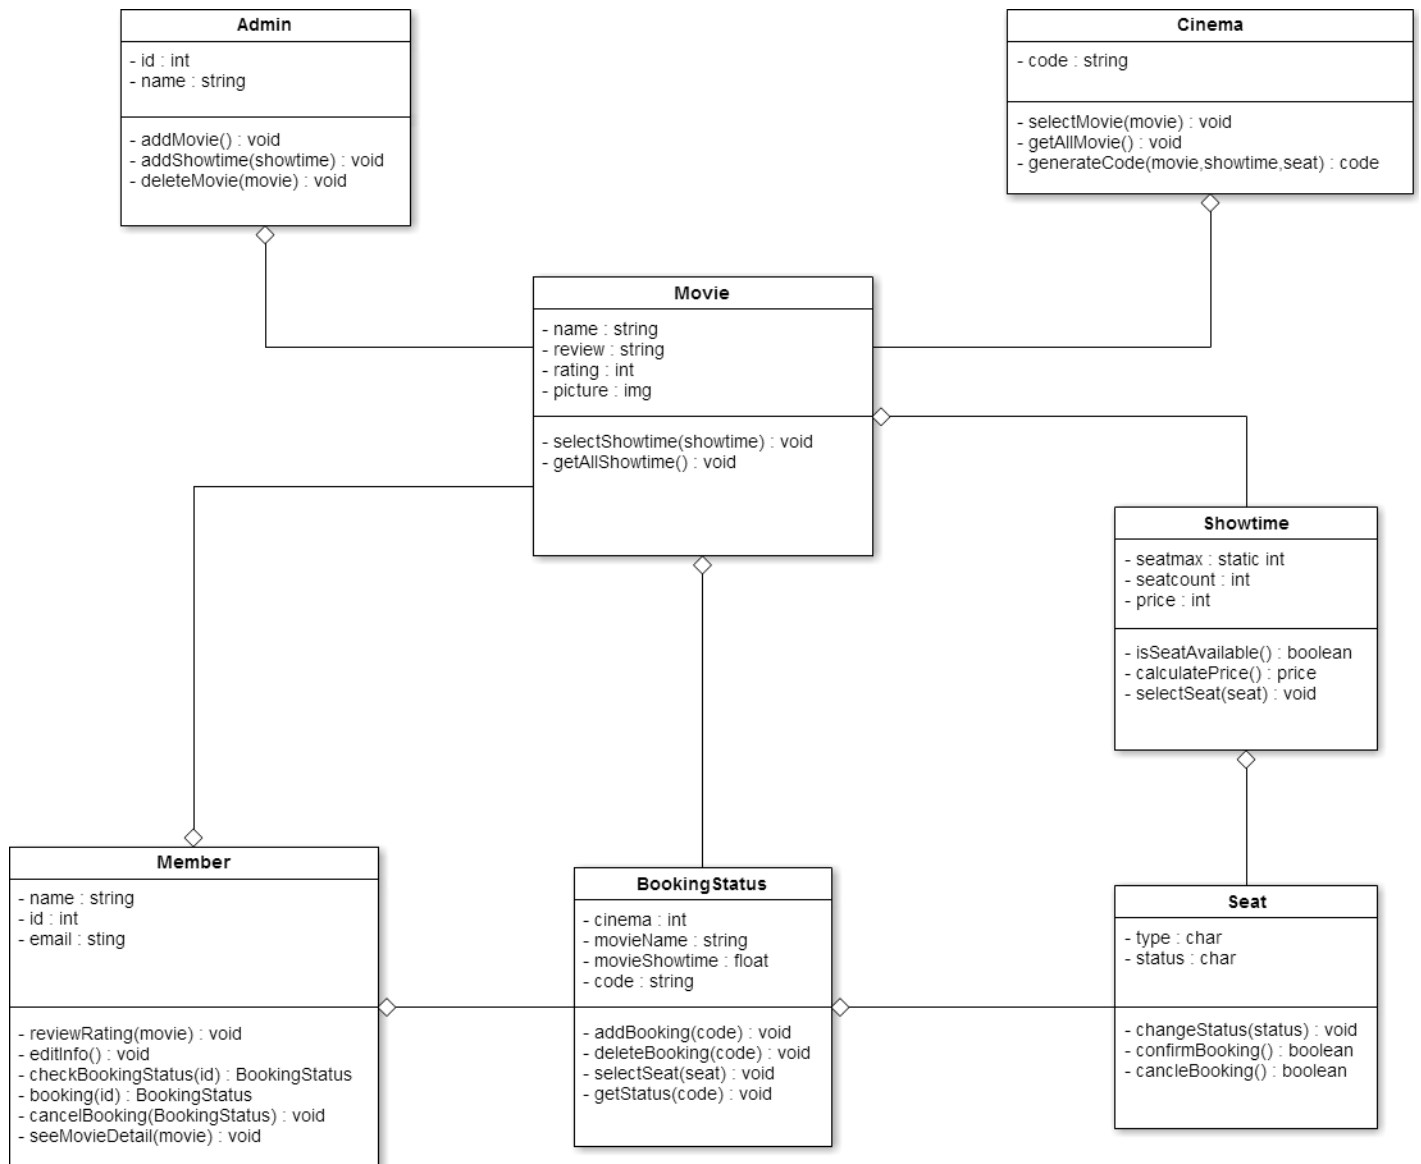 Admin
- id : int
- name : string
- addMovie() : void
- addShowtime(showtime) : void
- deleteMovie(movie) : void
Cinema
- code : string
- selectMovie(movie) : void
- getAllMovie() : void
- generateCode(movie,showtime,seat) : code
Movie
- name : string
- review : string
- rating : int
- picture : img
- selectShowtime(showtime) : void
- getAllShowtime() : void
Showtime
- seatmax : static int
- seatcount : int
- price : int
- isSeatAvailable() : boolean
- calculatePrice() : price
- selectSeat(seat) : void
Member
- name : string
- id : int
- email : sting
- reviewRating(movie) : void
- editInfo() : void
- checkBookingStatus(id) : BookingStatus
- booking(id) : BookingStatus
- cancelBooking(BookingStatus) : void
- seeMovieDetail(movie) : void
BookingStatus
- cinema : int
- movieName : string
- movieShowtime : float
- code : string
- addBooking(code) : void
- deleteBooking(code) : void
- selectSeat(seat) : void
- getStatus(code) : void
Seat
- type : char
- status : char
- changeStatus(status) : void
- confirmBooking() : boolean
- cancleBooking() : boolean